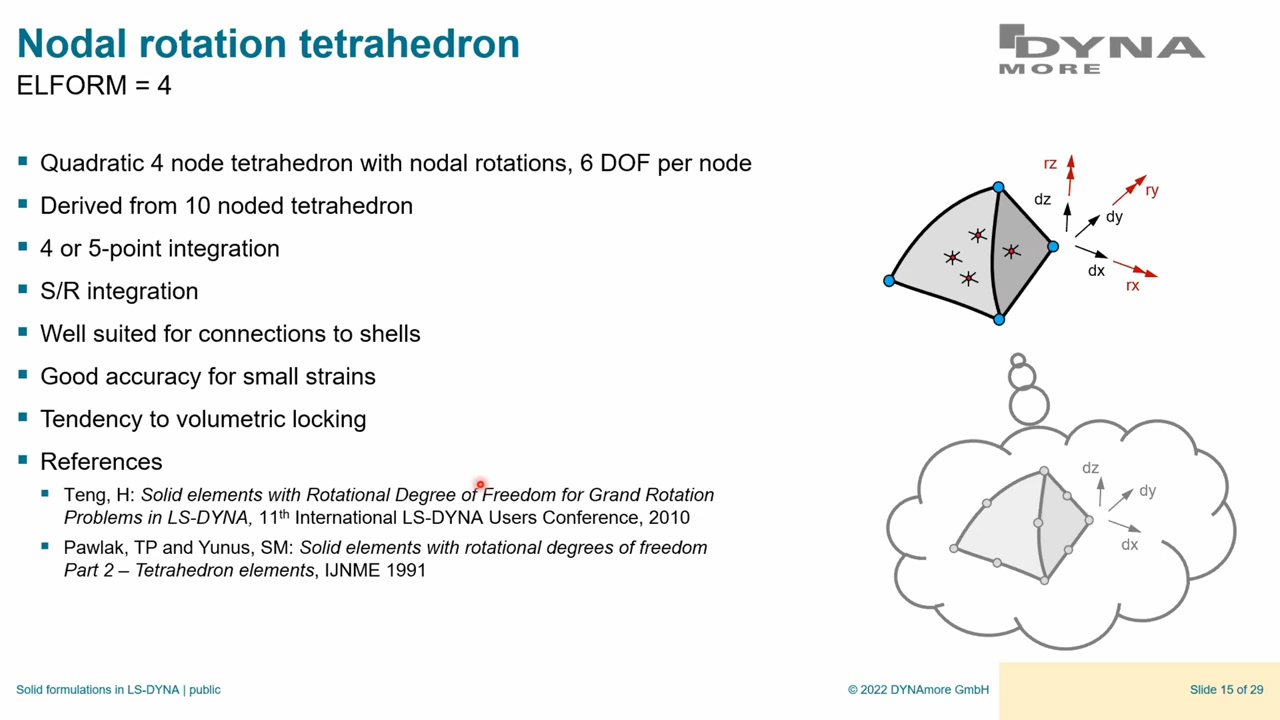 Nodal rotation tetrahedron
ELFORM = 4
DYNA
MORE
Quadratic 4 node tetrahedron with nodal rotations, 6 DOF per node
Derived from 10 noded tetrahedron
4 or 5-point integration
S/R integration
Well suited for connections to shells
Good accuracy for small strains
Tendency to volumetric locking
References
Teng, H: Solid elements with Rotational Degree of Freedom for Grand Rotation
Problems in LS-DYNA, 11th International LS-DYNA Users Conference, 2010
Pawlak, TP and Yunus, SM: Solid elements with rotational degrees of freedom
Part 2 – Tetrahedron elements, IJNME 1991
rz
ry
dz
dy
dx
rx
dz
dy
dx
Solid formulations in LS-DYNA | public
© 2022 DYNAmore GmbH
Slide 15 of 29